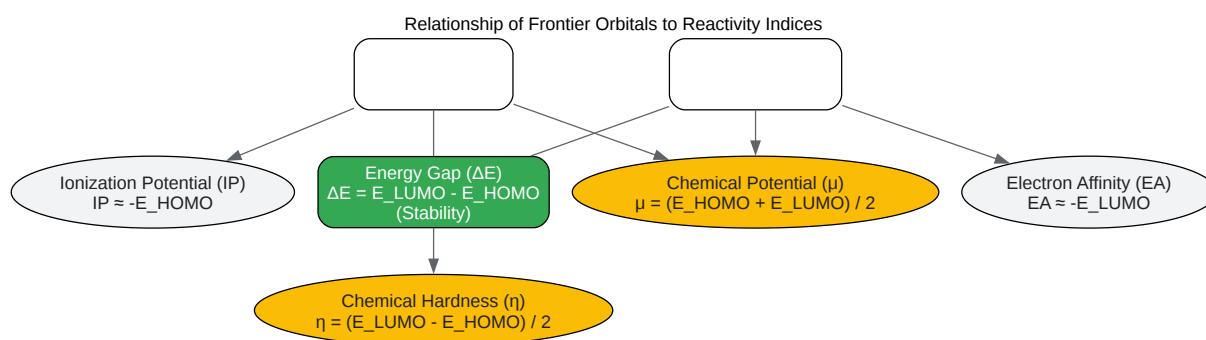 Relationship of Frontier Orbitals to Reactivity Indices
Ionization Potential (IP)
IP ≈ -E_HOMO
Energy Gap (ΔE)
ΔE = E_LUMO - E_HOMO
(Stability)
Chemical Potential (μ)
μ = (E_HOMO + E_LUMO) / 2
Electron Affinity (EA)
EA ≈ -E_LUMO
Chemical Hardness (η)
η = (E_LUMO - E_HOMO) / 2